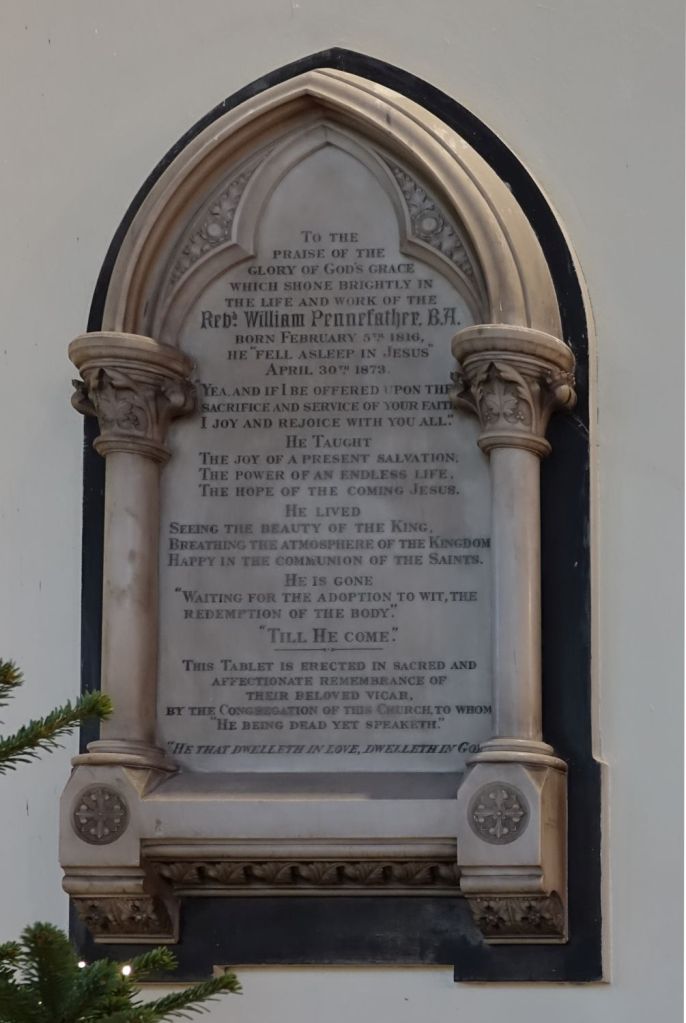 To the
praise of the
glory of God's grace
which shone brightly in
the life and work of the
Revd. William Pennefather, B.A.
born February 5th 1816,
he "fell asleep in Jesus"
April 30th 1873.
"Yea, and if I be offered upon the
sacrifice and service of your faith
I joy and rejoice with you all."
He Taught
The joy of a present salvation.
The power of an endless life.
The hope of the coming Jesus.
He lived
Seeing the beauty of the King,
Breathing the atmosphere of the Kingdom
Happy in the communion of the Saints.
He is gone
"Waiting for the adoption to wit, the
redemption of the body."
"Till He come."
This Tablet is erected in sacred and
affectionate remembrance of
their beloved vicar,
by the Congregation of this Church, to whom
"He being dead yet speaketh."
"He that dwelleth in love, dwelleth in God